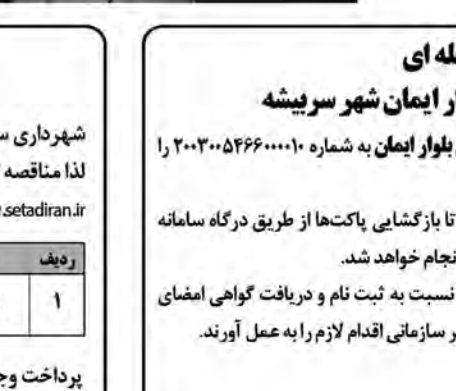 له ای
ر ایمان شهر سربیشه
بلوار ایمان به شماره ۲۰۰۳۰۰۵۴۶۶۰۰۰۰۱۰ را
تا بازگشایی پاکت‌ها از طریق درگاه سامانه
نجام خواهد شد.
نسبت به ثبت نام و دریافت گواهی امضای
ر سازمانی اقدام لازم را به عمل آورند.
شهرداری س
لذا مناقصه
.setadiran.ir
ردیف
۱
پرداخت وج